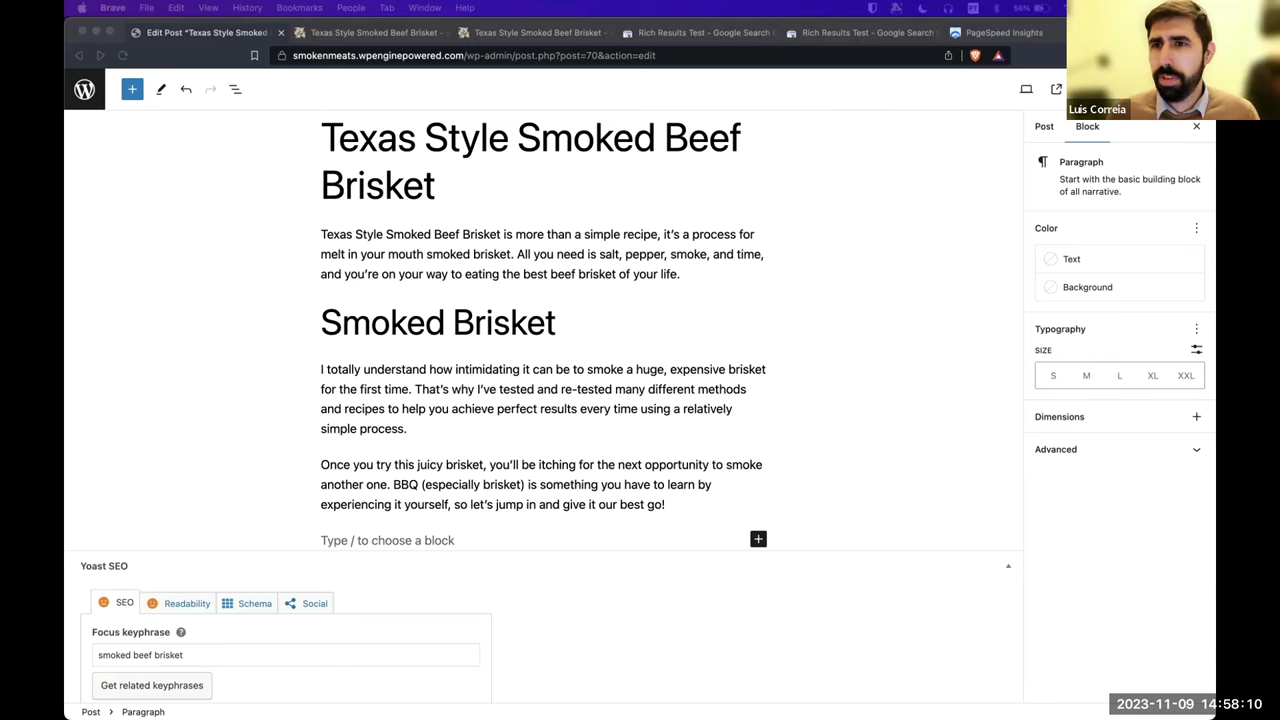 Brave File Edit View History Bookmarks People Tab Window Help 56%
Edit Post "Texas Style Smoked Texas Style Smoked Beef Brisket - Texas Style Smoked Beef Brisket - Rich Results Test - Google Search Rich Results Test - Google Search PageSpeed Insights
smokenmeats.wpenginepowered.com/wp-admin/post.php?post=70&action=edit
Luis Correia
Post Block
Texas Style Smoked Beef
Brisket
Paragraph
Start with the basic building block
of all narrative.
Texas Style Smoked Beef Brisket is more than a simple recipe, it's a process for
melt in your mouth smoked brisket. All you need is salt, pepper, smoke, and time,
and you're on your way to eating the best beef brisket of your life.
Color
Text
Background
Smoked Brisket
Typography
SIZE
S M L XL XXL
I totally understand how intimidating it can be to smoke a huge, expensive brisket
for the first time. That's why I've tested and re-tested many different methods
and recipes to help you achieve perfect results every time using a relatively
simple process.
Dimensions
Advanced
Once you try this juicy brisket, you'll be itching for the next opportunity to smoke
another one. BBQ (especially brisket) is something you have to learn by
experiencing it yourself, so let's jump in and give it our best go!
Type / to choose a block
Yoast SEO
SEO Readability Schema Social
Focus keyphrase
smoked beef brisket
Get related keyphrases
Post > Paragraph
2023-11-09 14:58:10